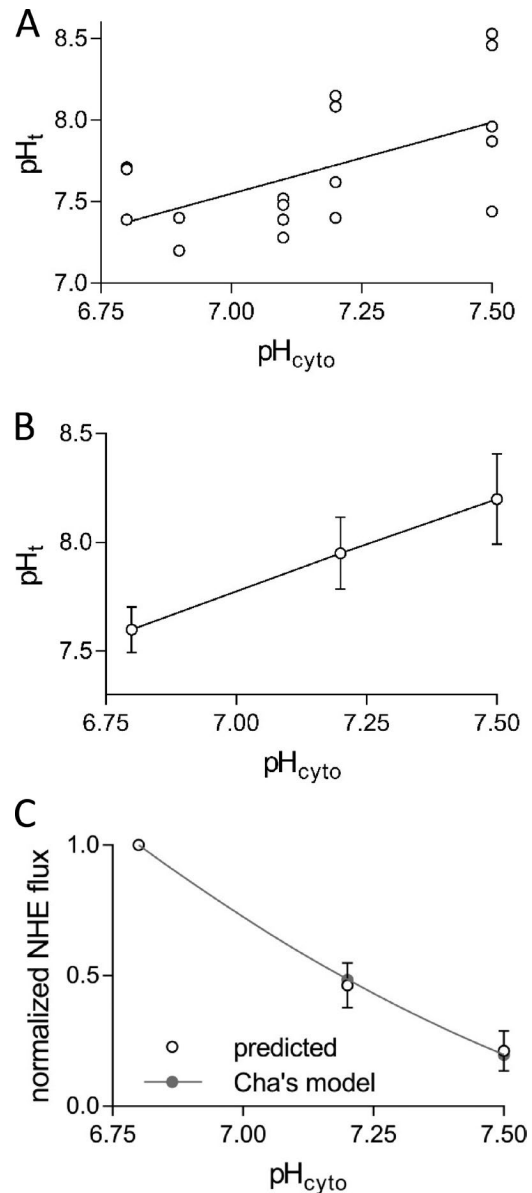 A
8.5
8.0
7.5
7.0
pHt
6.75 7.00 7.25 7.50
pHcyto
B
8.5
8.0
7.5
pHt
6.75 7.00 7.25 7.50
pHcyto
C
1.0
0.5
0.0
normalized NHE flux
predicted
Cha's model
6.75 7.00 7.25 7.50
pHcyto